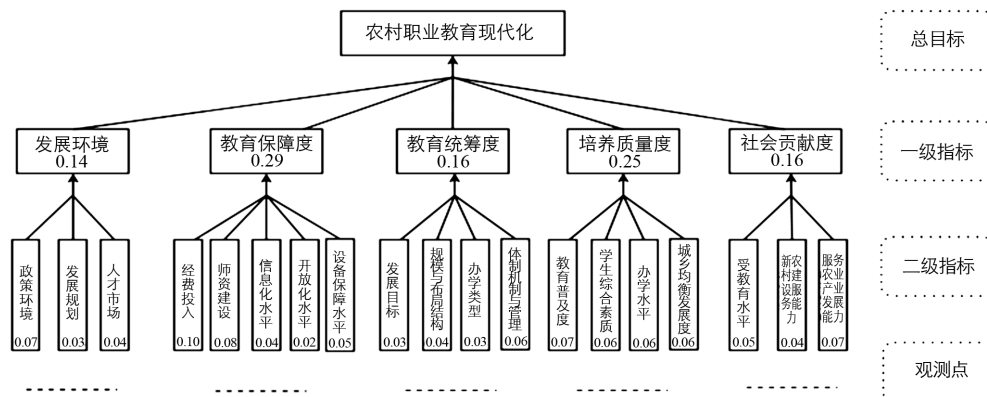 农村职业教育现代化
总目标
发展环境
0.14
教育保障度
0.29
教育统筹度
0.16
培养质量度
0.25
社会贡献度
0.16
一级指标
政策环境
0.07
发展规划
0.03
人才市场
0.04
经费投入
0.10
师资建设
0.08
信息化水平
0.04
开放化水平
0.02
设备保障水平
0.05
发展目标
0.03
规模与布局结构
0.04
办学类型
0.03
体制机制与管理
0.06
教育普及度
0.07
学生综合素质
0.06
办学水平
0.06
城乡均衡发展度
0.06
受教育水平
0.05
新农村建设服务能力
0.04
服务农业产业发展能力
0.07
二级指标
观测点